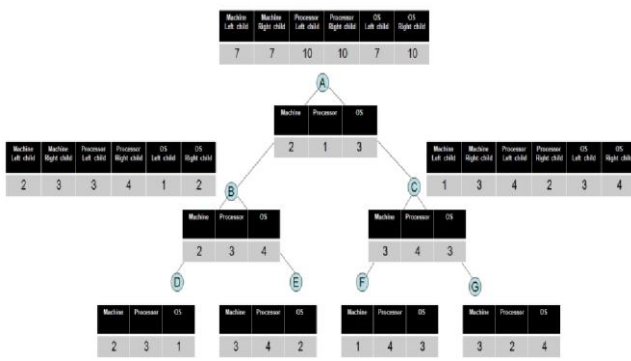 Machine Left child Machine Right child Processor Left child Processor Right child OS Left child OS Right child
7 7 10 10 7 10
A
Machine Processor OS
2 1 3
Machine Left child Machine Right child Processor Left child Processor Right child OS Left child OS Right child
2 3 3 4 1 2
Machine Left child Machine Right child Processor Left child Processor Right child OS Left child OS Right child
1 3 4 2 3 4
B
C
Machine Processor OS
2 3 4
Machine Processor OS
3 4 3
D
E
F
G
Machine Processor OS
2 3 1
Machine Processor OS
3 4 2
Machine Processor OS
1 4 3
Machine Processor OS
3 2 4